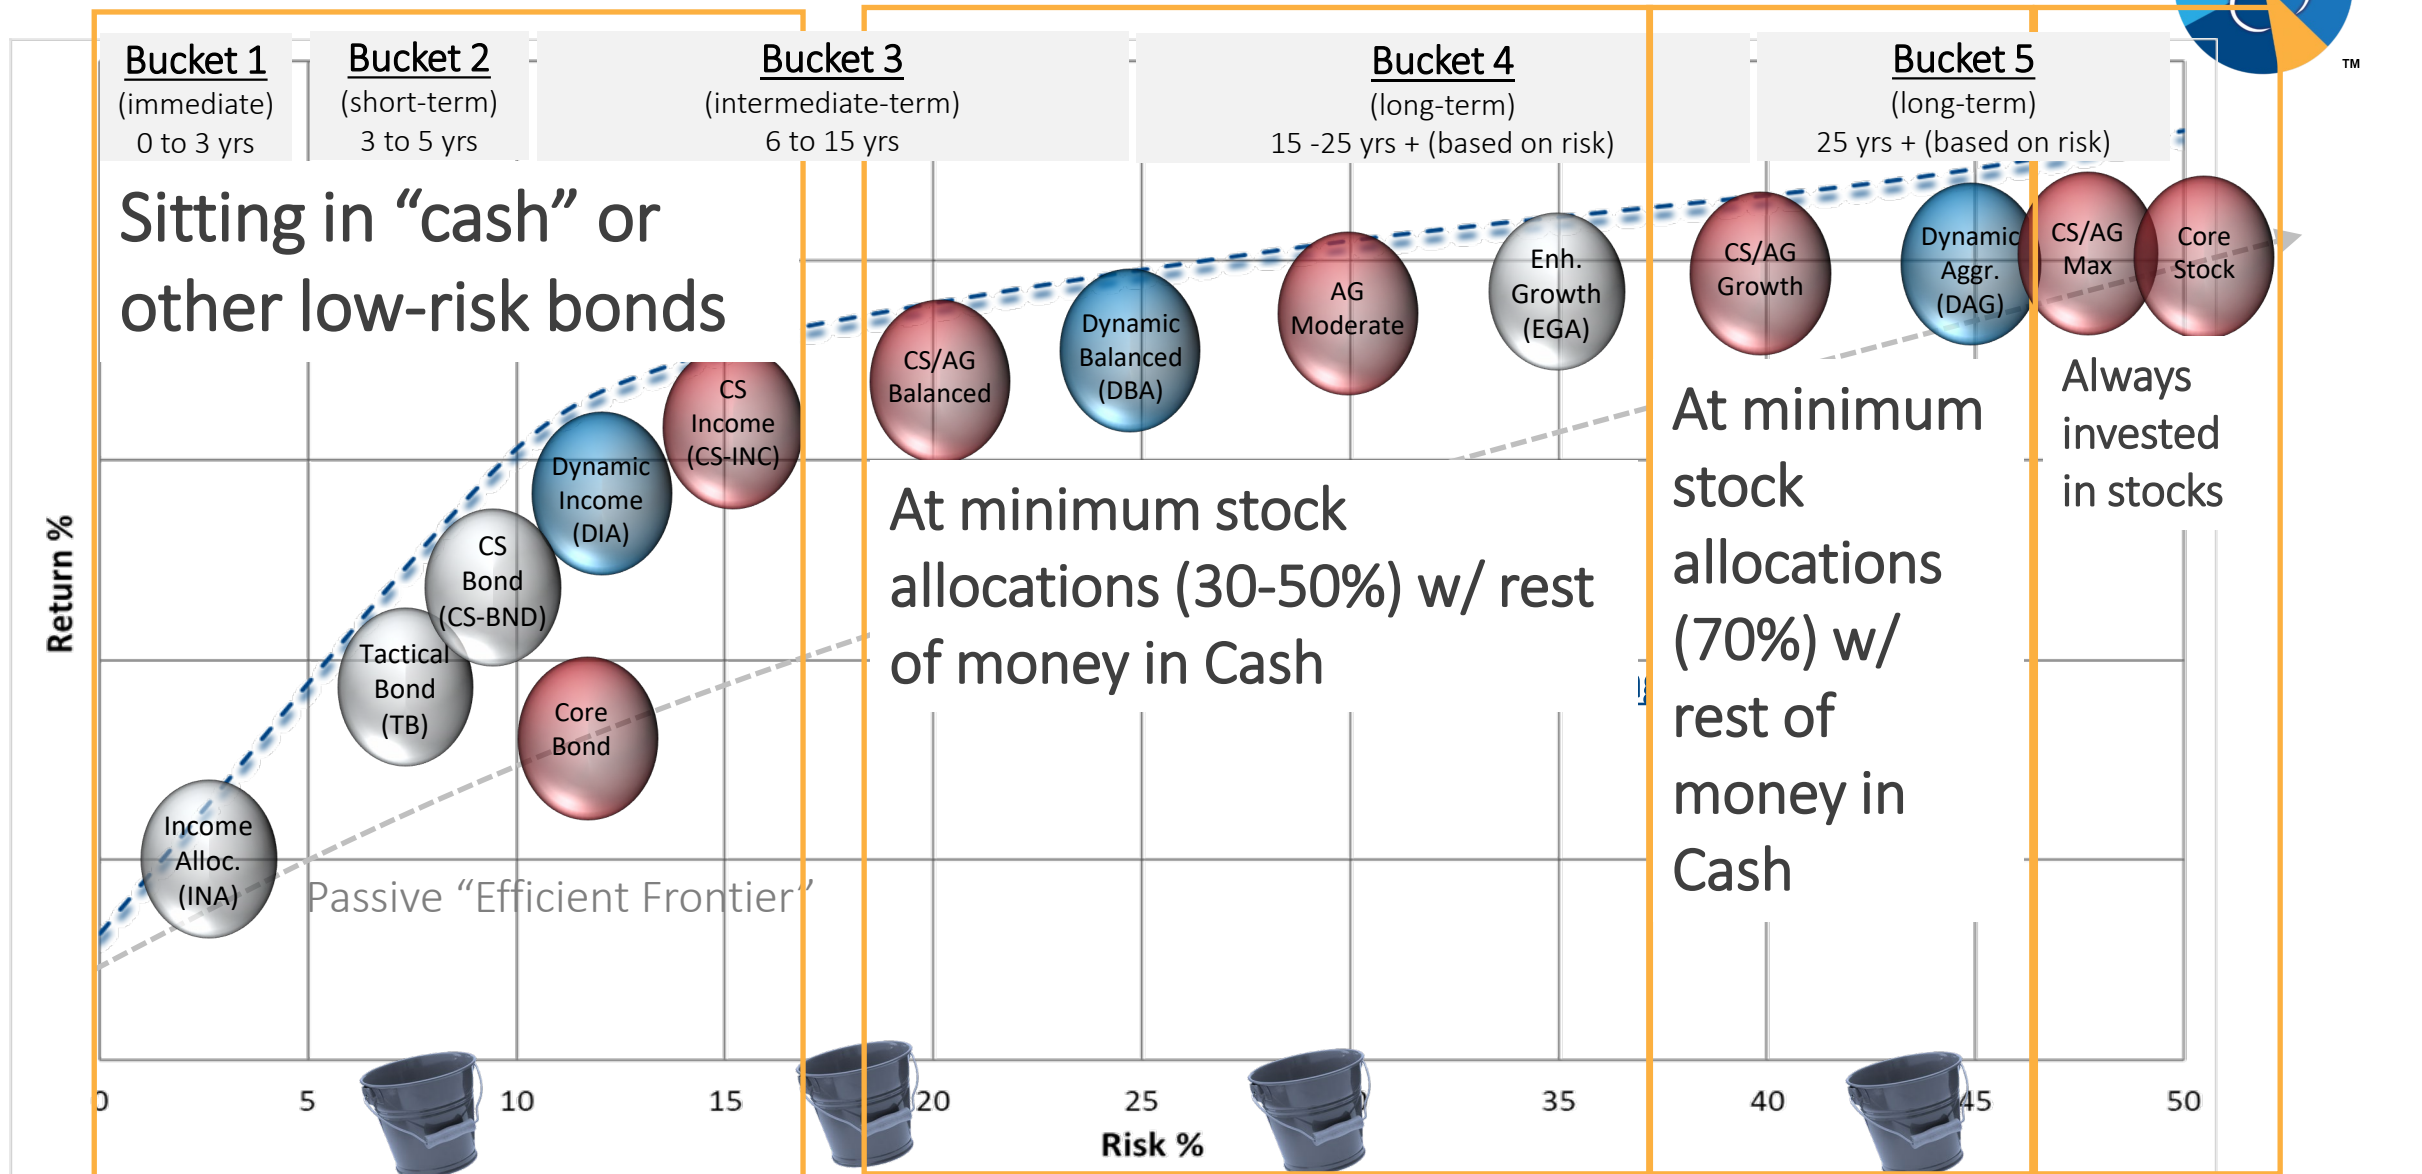 Bucket 1
(immediate)
0 to 3 yrs
Bucket 2
(short-term)
3 to 5 yrs
Bucket 3
(intermediate-term)
6 to 15 yrs
Bucket 4
(long-term)
15 -25 yrs + (based on risk)
Bucket 5
(long-term)
25 yrs + (based on risk)
TM
Sitting in “cash” or
other low-risk bonds
Income
Alloc.
(INA)
Tactical
Bond
(TB)
CS
Bond
(CS-BND)
Dynamic
Income
(DIA)
CS
Income
(CS-INC)
Core
Bond
CS/AG
Balanced
Dynamic
Balanced
(DBA)
AG
Moderate
Enh.
Growth
(EGA)
CS/AG
Growth
Dynamic
Aggr.
(DAG)
CS/AG
Max
Core
Stock
At minimum stock
allocations (30-50%) w/ rest
of money in Cash
At minimum
stock
allocations
(70%) w/
rest of
money in
Cash
Always
invested
in stocks
Passive “Efficient Frontier”
Return %
0
5
10
15
20
25
35
40
45
50
Risk %